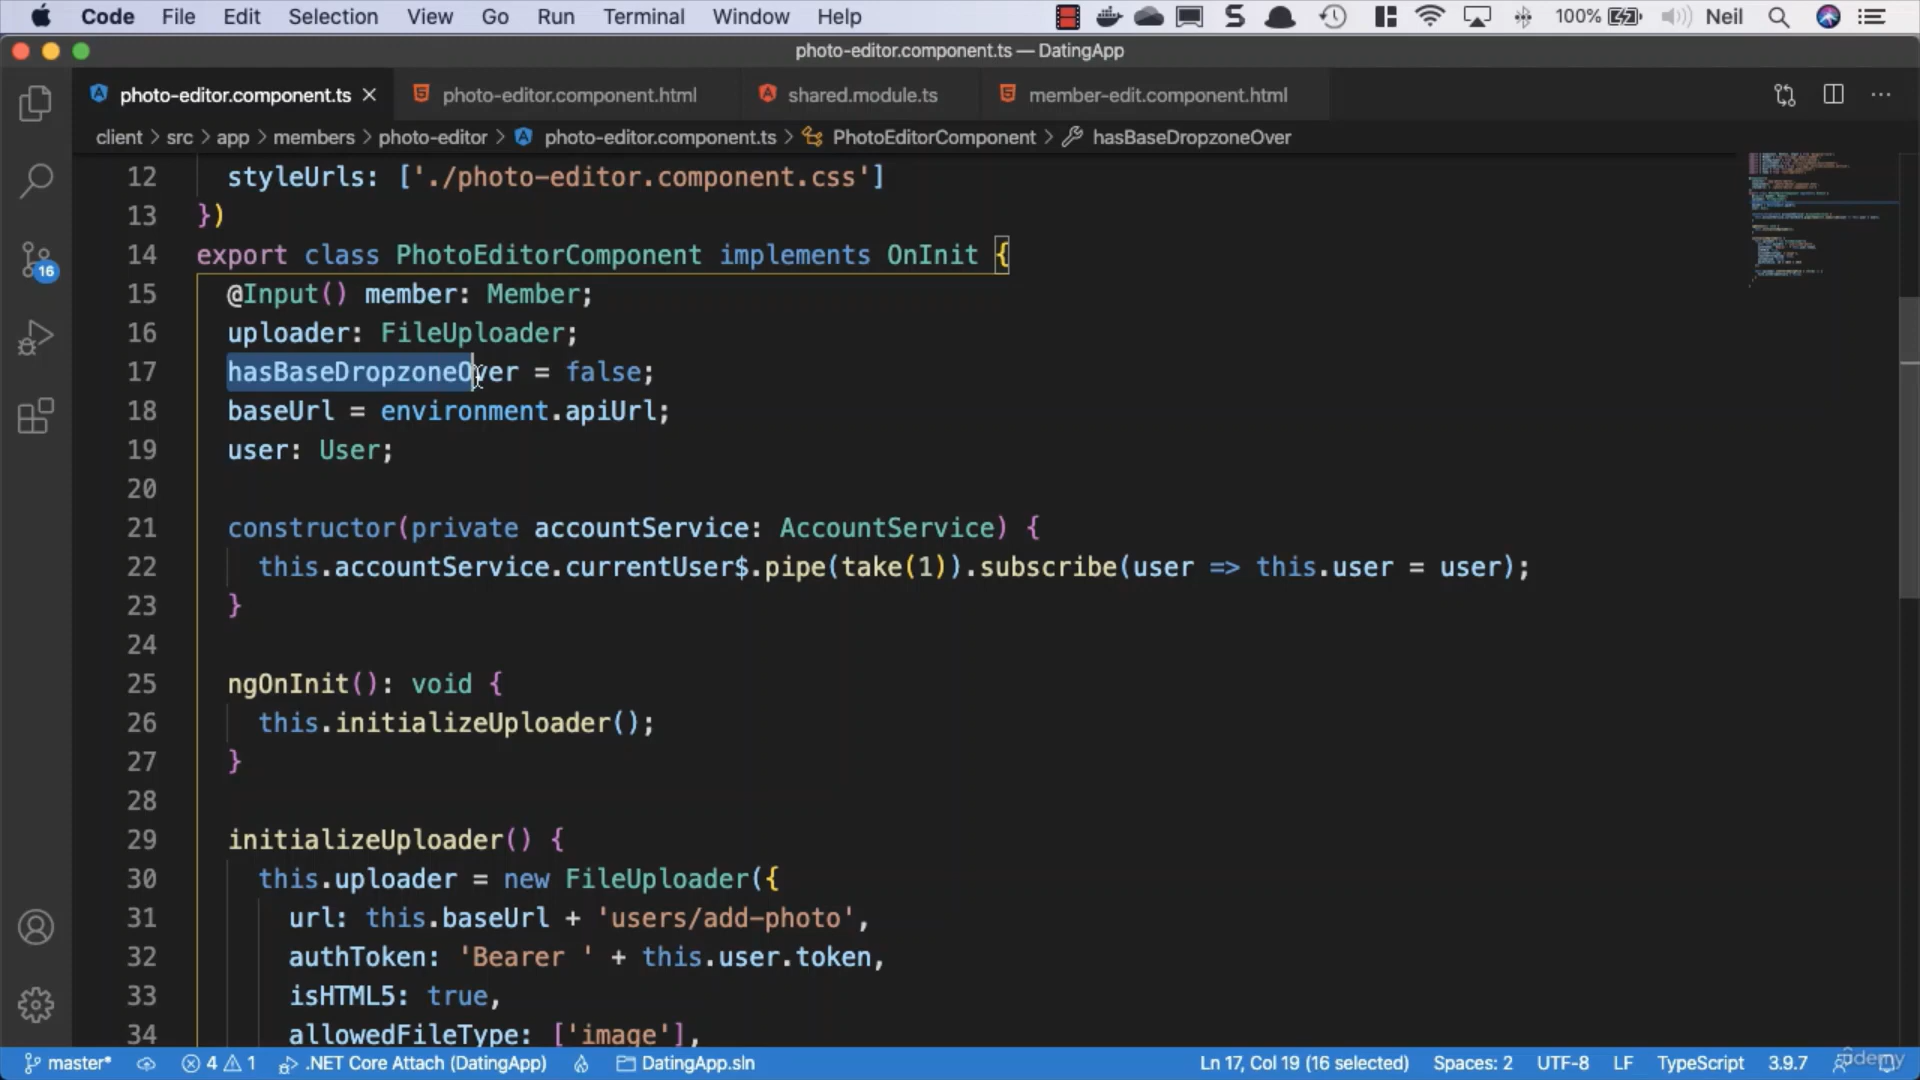 Code File Edit Selection View Go Run Terminal Window Help 100% Neil
photo-editor.component.ts — DatingApp
photo-editor.component.ts photo-editor.component.html shared.module.ts member-edit.component.html
client > src > app > members > photo-editor > photo-editor.component.ts > PhotoEditorComponent > hasBaseDropzoneOver
12 styleUrls: ['./photo-editor.component.css']
13 })
14 export class PhotoEditorComponent implements OnInit {
15 @Input() member: Member;
16 uploader: FileUploader;
17 hasBaseDropzoneOver = false;
18 baseUrl = environment.apiUrl;
19 user: User;
20
21 constructor(private accountService: AccountService) {
22 this.accountService.currentUser$.pipe(take(1)).subscribe(user => this.user = user);
23 }
24
25 ngOnInit(): void {
26 this.initializeUploader();
27 }
28
29 initializeUploader() {
30 this.uploader = new FileUploader({
31 url: this.baseUrl + 'users/add-photo',
32 authToken: 'Bearer ' + this.user.token,
33 isHTML5: true,
34 allowedFileType: ['image'],
16
master* 4 1 .NET Core Attach (DatingApp) DatingApp.sln Ln 17, Col 19 (16 selected) Spaces: 2 UTF-8 LF TypeScript 3.9.7
udemy